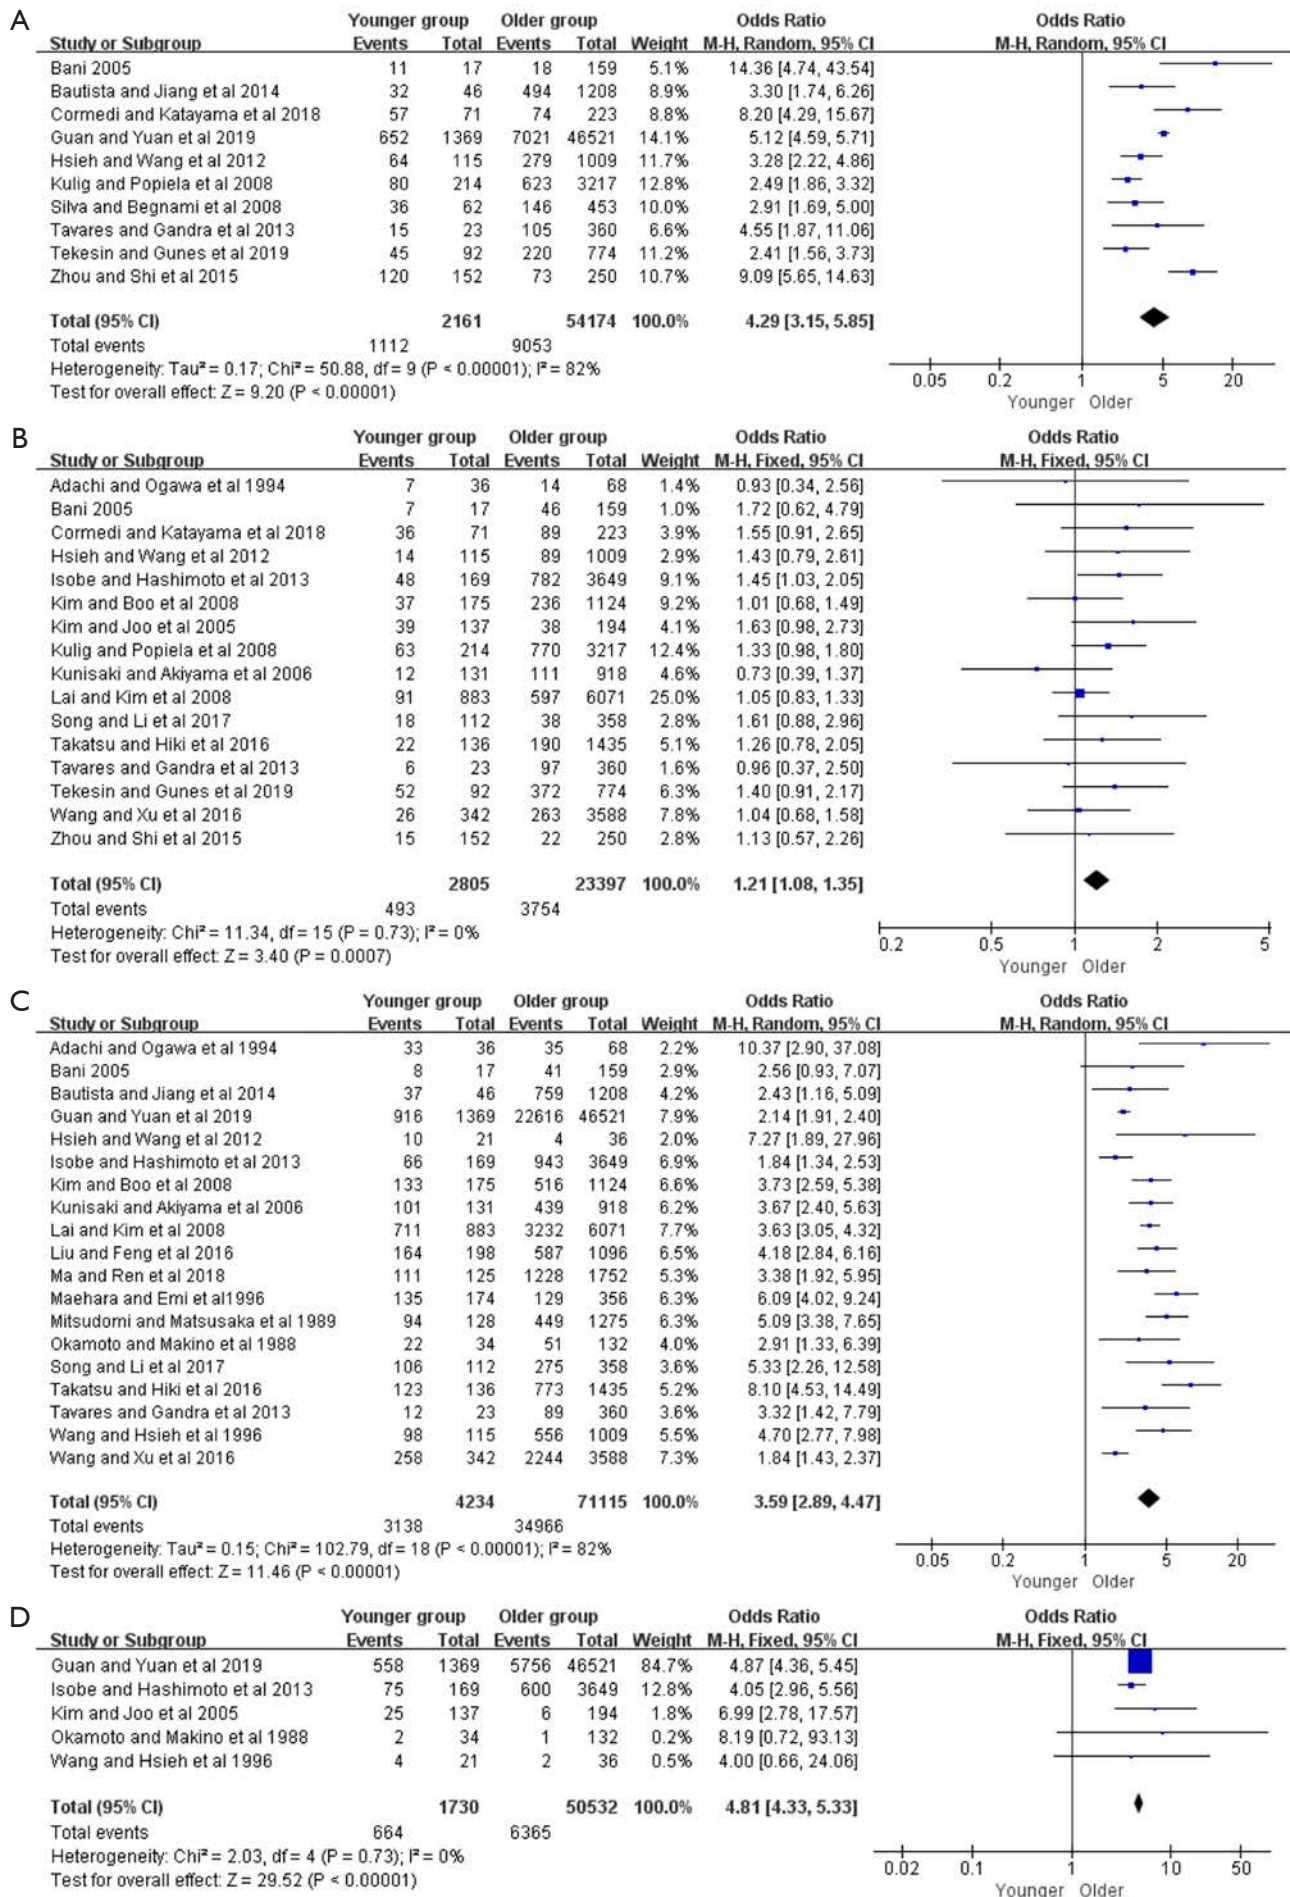 A
Younger group Older group Odds Ratio Odds Ratio
Study or Subgroup Events Total Events Total Weight M-H, Random, 95% CI M-H, Random, 95% CI
Bani 2005 11 17 18 159 5.1% 14.36 [4.74, 43.54]
Bautista and Jiang et al 2014 32 46 494 1208 8.9% 3.30 [1.74, 6.26]
Cormedi and Katayama et al 2018 57 71 74 223 8.8% 8.20 [4.29, 15.67]
Guan and Yuan et al 2019 652 1369 7021 46521 14.1% 5.12 [4.59, 5.71]
Hsieh and Wang et al 2012 64 115 279 1009 11.7% 3.28 [2.22, 4.86]
Kulig and Popiela et al 2008 80 214 623 3217 12.8% 2.49 [1.86, 3.32]
Silva and Begnami et al 2008 36 62 146 453 10.0% 2.91 [1.69, 5.00]
Tavares and Gandra et al 2013 15 23 105 360 6.6% 4.55 [1.87, 11.06]
Tekesin and Gunes et al 2019 45 92 220 774 11.2% 2.41 [1.56, 3.73]
Zhou and Shi et al 2015 120 152 73 250 10.7% 9.09 [5.65, 14.63]
Total (95% CI) 2161 54174 100.0% 4.29 [3.15, 5.85]
Total events 1112 9053
Heterogeneity: Tau² = 0.17; Chi² = 50.88, df = 9 (P < 0.00001); I² = 82%
Test for overall effect: Z = 9.20 (P < 0.00001)
0.05 0.2 1 5 20
Younger Older
B
Younger group Older group Odds Ratio Odds Ratio
Study or Subgroup Events Total Events Total Weight M-H, Fixed, 95% CI M-H, Fixed, 95% CI
Adachi and Ogawa et al 1994 7 36 14 68 1.4% 0.93 [0.34, 2.56]
Bani 2005 7 17 46 159 1.0% 1.72 [0.62, 4.79]
Cormedi and Katayama et al 2018 36 71 89 223 3.9% 1.55 [0.91, 2.65]
Hsieh and Wang et al 2012 14 115 89 1009 2.9% 1.43 [0.79, 2.61]
Isobe and Hashimoto et al 2013 48 169 782 3649 9.1% 1.45 [1.03, 2.05]
Kim and Boo et al 2008 37 175 236 1124 9.2% 1.01 [0.68, 1.49]
Kim and Joo et al 2005 39 137 38 194 4.1% 1.63 [0.98, 2.73]
Kulig and Popiela et al 2008 63 214 770 3217 12.4% 1.33 [0.98, 1.80]
Kunisaki and Akiyama et al 2006 12 131 111 918 4.6% 0.73 [0.39, 1.37]
Lai and Kim et al 2008 91 883 597 6071 25.0% 1.05 [0.83, 1.33]
Song and Li et al 2017 18 112 38 358 2.8% 1.61 [0.88, 2.96]
Takatsu and Hiki et al 2016 22 136 190 1435 5.1% 1.26 [0.78, 2.05]
Tavares and Gandra et al 2013 6 23 97 360 1.6% 0.96 [0.37, 2.50]
Tekesin and Gunes et al 2019 52 92 372 774 6.3% 1.40 [0.91, 2.17]
Wang and Xu et al 2016 26 342 263 3588 7.8% 1.04 [0.68, 1.58]
Zhou and Shi et al 2015 15 152 22 250 2.8% 1.13 [0.57, 2.26]
Total (95% CI) 2805 23397 100.0% 1.21 [1.08, 1.35]
Total events 493 3754
Heterogeneity: Chi² = 11.34, df = 15 (P = 0.73); I² = 0%
Test for overall effect: Z = 3.40 (P = 0.0007)
0.2 0.5 1 2 5
Younger Older
C
Younger group Older group Odds Ratio Odds Ratio
Study or Subgroup Events Total Events Total Weight M-H, Random, 95% CI M-H, Random, 95% CI
Adachi and Ogawa et al 1994 33 36 35 68 2.2% 10.37 [2.90, 37.08]
Bani 2005 8 17 41 159 2.9% 2.56 [0.93, 7.07]
Bautista and Jiang et al 2014 37 46 759 1208 4.2% 2.43 [1.16, 5.09]
Guan and Yuan et al 2019 916 1369 22616 46521 7.9% 2.14 [1.91, 2.40]
Hsieh and Wang et al 2012 10 21 4 36 2.0% 7.27 [1.89, 27.96]
Isobe and Hashimoto et al 2013 66 169 943 3649 6.9% 1.84 [1.34, 2.53]
Kim and Boo et al 2008 133 175 516 1124 6.6% 3.73 [2.59, 5.38]
Kunisaki and Akiyama et al 2006 101 131 439 918 6.2% 3.67 [2.40, 5.63]
Lai and Kim et al 2008 711 883 3232 6071 7.7% 3.63 [3.05, 4.32]
Liu and Feng et al 2016 164 198 587 1096 6.5% 4.18 [2.84, 6.16]
Ma and Ren et al 2018 111 125 1228 1752 5.3% 3.38 [1.92, 5.95]
Maehara and Emi et al1996 135 174 129 356 6.3% 6.09 [4.02, 9.24]
Mitsudomi and Matsusaka et al 1989 94 128 449 1275 6.3% 5.09 [3.38, 7.65]
Okamoto and Makino et al 1988 22 34 51 132 4.0% 2.91 [1.33, 6.39]
Song and Li et al 2017 106 112 275 358 3.6% 5.33 [2.26, 12.58]
Takatsu and Hiki et al 2016 123 136 773 1435 5.2% 8.10 [4.53, 14.49]
Tavares and Gandra et al 2013 12 23 89 360 3.6% 3.32 [1.42, 7.79]
Wang and Hsieh et al 1996 98 115 556 1009 5.5% 4.70 [2.77, 7.98]
Wang and Xu et al 2016 258 342 2244 3588 7.3% 1.84 [1.43, 2.37]
Total (95% CI) 4234 71115 100.0% 3.59 [2.89, 4.47]
Total events 3138 34966
Heterogeneity: Tau² = 0.15; Chi² = 102.79, df = 18 (P < 0.00001); I² = 82%
Test for overall effect: Z = 11.46 (P < 0.00001)
0.05 0.2 1 5 20
Younger Older
D
Younger group Older group Odds Ratio Odds Ratio
Study or Subgroup Events Total Events Total Weight M-H, Fixed, 95% CI M-H, Fixed, 95% CI
Guan and Yuan et al 2019 558 1369 5756 46521 84.7% 4.87 [4.36, 5.45]
Isobe and Hashimoto et al 2013 75 169 600 3649 12.8% 4.05 [2.96, 5.56]
Kim and Joo et al 2005 25 137 6 194 1.8% 6.99 [2.78, 17.57]
Okamoto and Makino et al 1988 2 34 1 132 0.2% 8.19 [0.72, 93.13]
Wang and Hsieh et al 1996 4 21 2 36 0.5% 4.00 [0.66, 24.06]
Total (95% CI) 1730 50532 100.0% 4.81 [4.33, 5.33]
Total events 664 6365
Heterogeneity: Chi² = 2.03, df = 4 (P = 0.73); I² = 0%
Test for overall effect: Z = 29.52 (P < 0.00001)
0.02 0.1 1 10 50
Younger Older